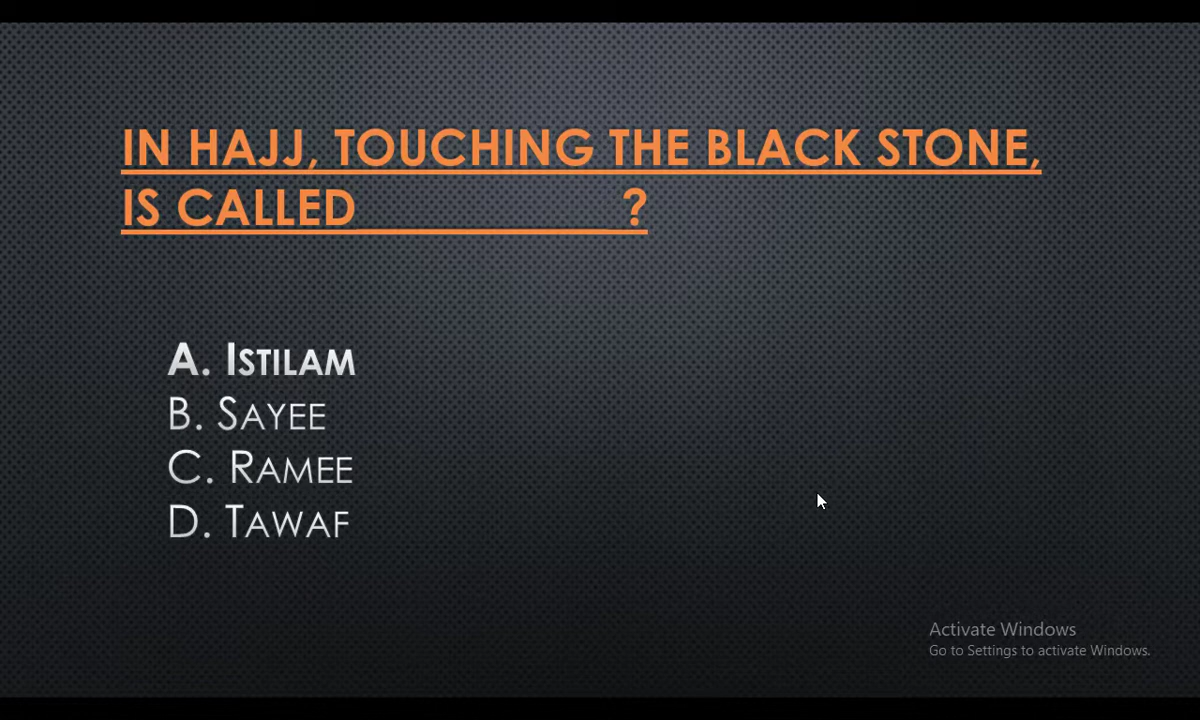 IN HAJJ, TOUCHING THE BLACK STONE,
IS CALLED __________?
A. ISTILAM
B. SAYEE
C. RAMEE
D. TAWAF
Activate Windows
Go to Settings to activate Windows.